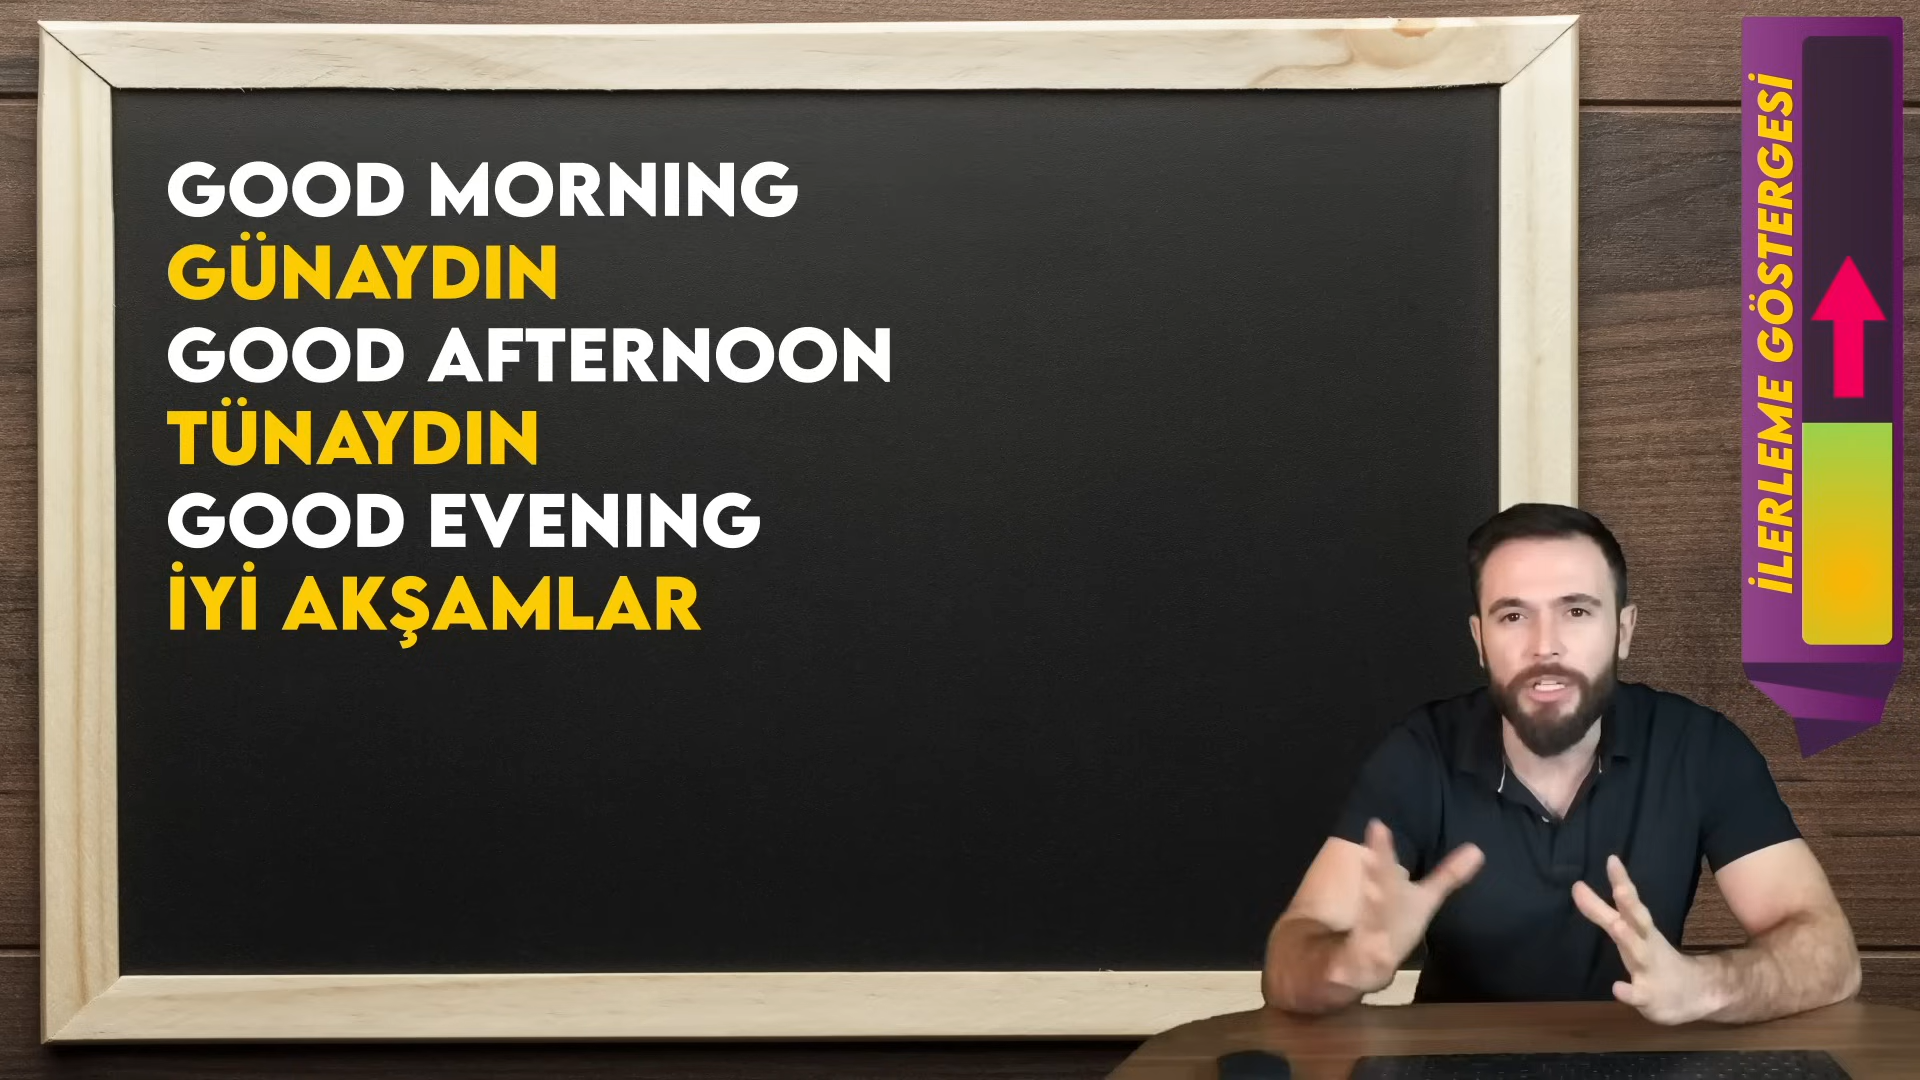 GOOD MORNING
GÜNAYDIN
GOOD AFTERNOON
TÜNAYDIN
GOOD EVENING
İYİ AKŞAMLAR
İLERLEME GÖSTERGESİ